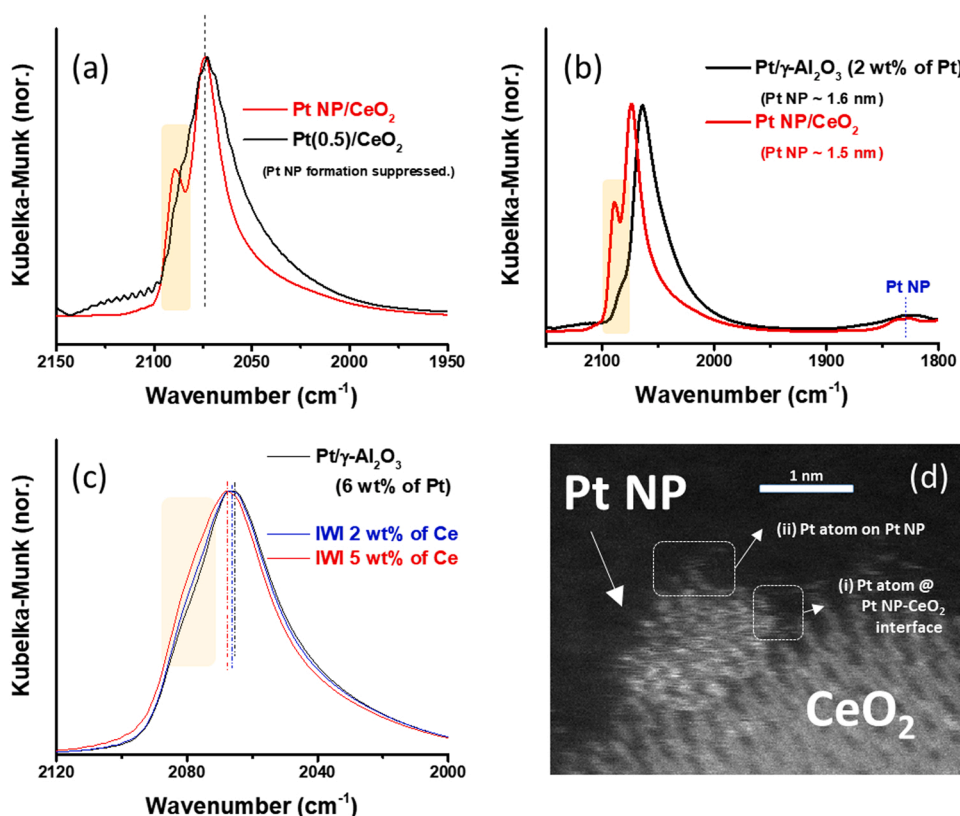 (a)
Kubelka-Munk (nor.)
Pt NP/CeO₂
Pt(0.5)/CeO₂
(Pt NP formation suppressed.)
2150 2100 2050 2000 1950
Wavenumber (cm⁻¹)
(b)
Kubelka-Munk (nor.)
Pt/γ-Al₂O₃ (2 wt% of Pt)
(Pt NP ~ 1.6 nm)
Pt NP/CeO₂
(Pt NP ~ 1.5 nm)
Pt NP
2100 2000 1900 1800
Wavenumber (cm⁻¹)
(c)
Kubelka-Munk (nor.)
Pt/γ-Al₂O₃
(6 wt% of Pt)
IWI 2 wt% of Ce
IWI 5 wt% of Ce
2120 2080 2040 2000
Wavenumber (cm⁻¹)
(d)
1 nm
Pt NP
(ii) Pt atom on Pt NP
(i) Pt atom @
Pt NP-CeO₂
interface
CeO₂